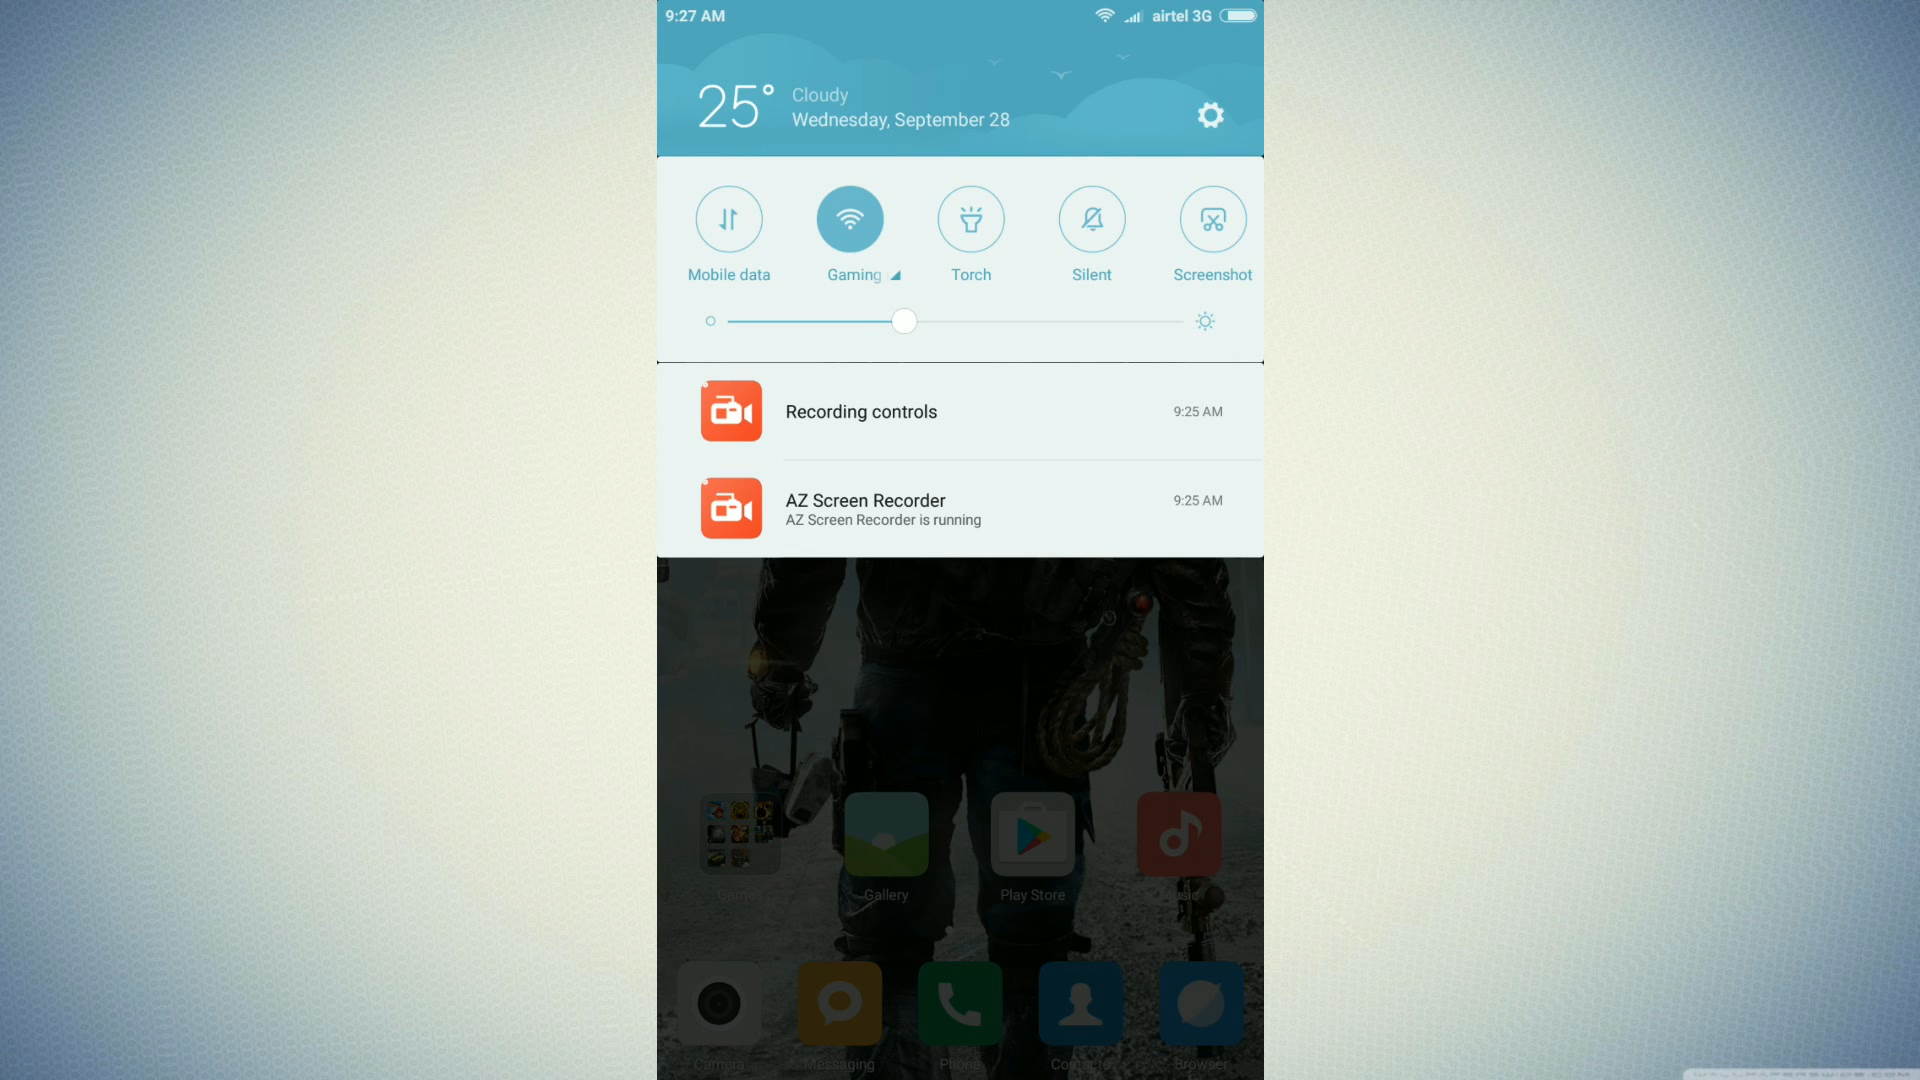 9:27 AM
airtel 3G
25°
Cloudy
Wednesday, September 28
Mobile data
Gaming
Torch
Silent
Screenshot
Recording controls
9:25 AM
AZ Screen Recorder
9:25 AM
AZ Screen Recorder is running
Gallery
Play Store
Camera
Messaging
Phone
Contacts
Browser